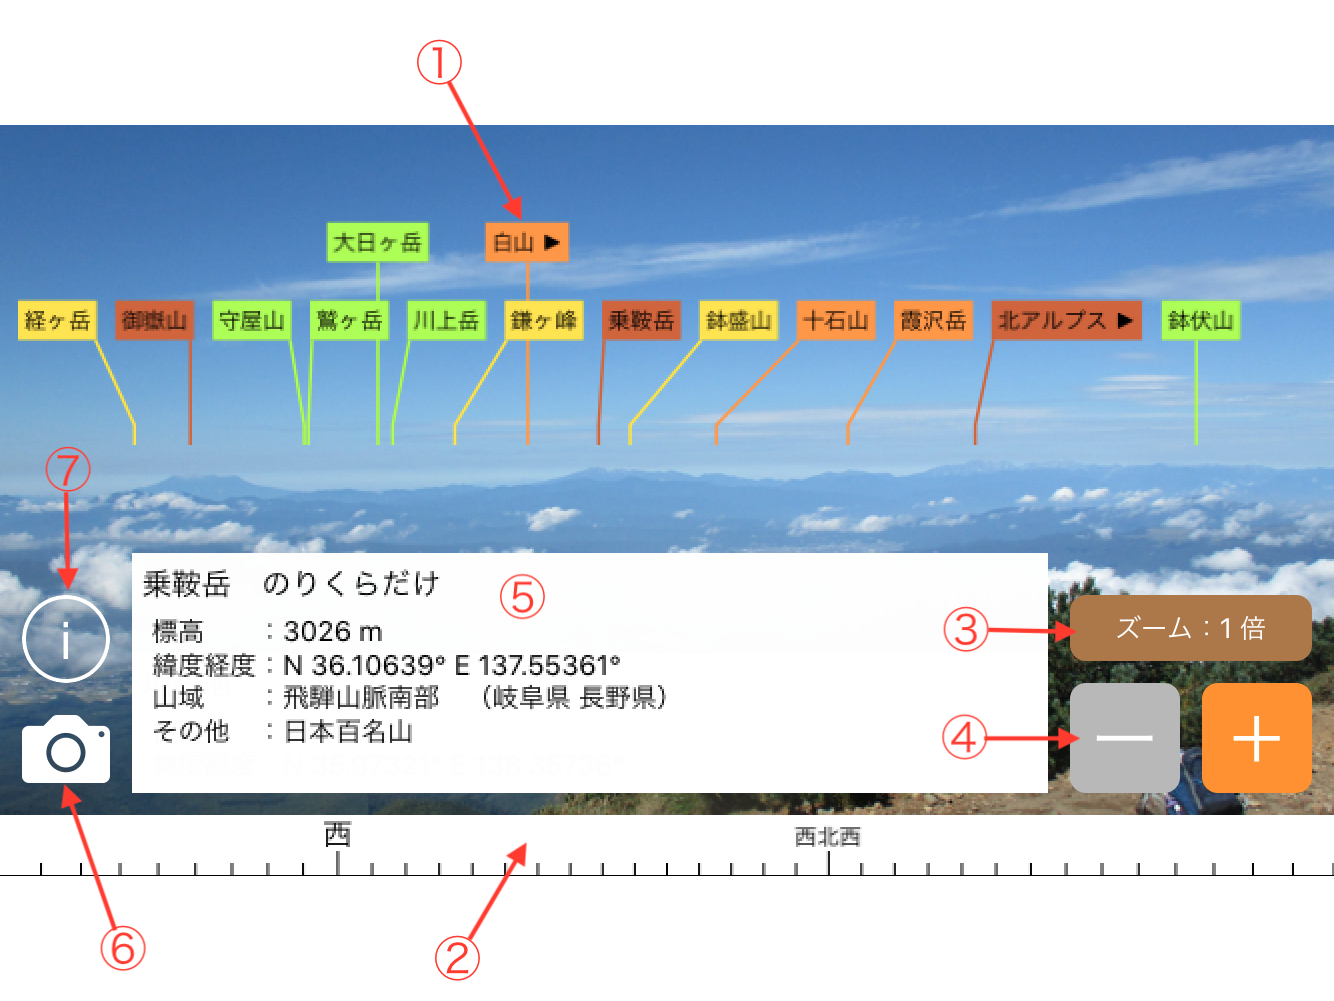 ①
大日ヶ岳
白山 ▶
経ヶ岳
御嶽山
守屋山
鷲ヶ岳
川上岳
鎌ヶ峰
乗鞍岳
鉢盛山
十石山
霞沢岳
北アルプス ▶
鉢伏山
⑦
i
乗鞍岳　のりくらだけ
⑤
標高　　：3026 m
緯度経度：N 36.10639° E 137.55361°
山域　　：飛騨山脈南部　（岐阜県 長野県）
その他　：日本百名山
③
ズーム：1 倍
④
－
＋
西
西北西
⑥
②